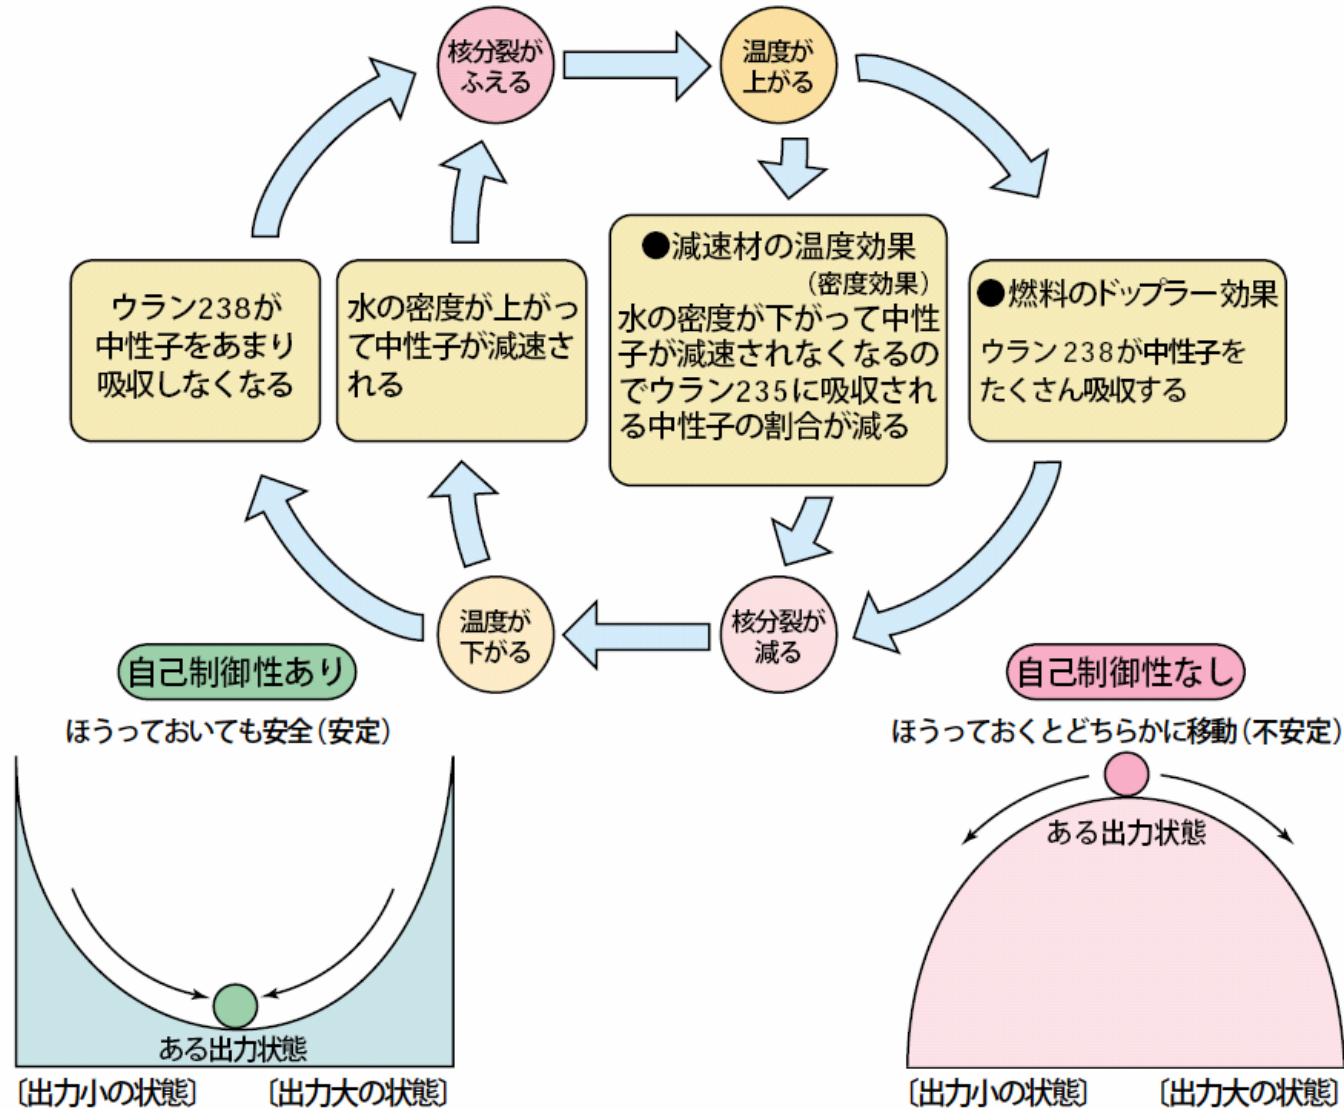 核分裂が
ふえる
温度が
上がる
ウラン238が
中性子をあまり
吸収しなくなる
水の密度が上がっ
て中性子が減速さ
れる
●減速材の温度効果
(密度効果)
水の密度が下がって中性
子が減速されなくなるの
でウラン235に吸収され
る中性子の割合が減る
●燃料のドップラー効果
ウラン238が中性子を
たくさん吸収する
温度が
下がる
核分裂が
減る
自己制御性あり
ほうっておいても安全(安定)
ある出力状態
〔出力小の状態〕 〔出力大の状態〕
自己制御性なし
ほうっておくとどちらかに移動(不安定)
ある出力状態
〔出力小の状態〕 〔出力大の状態〕